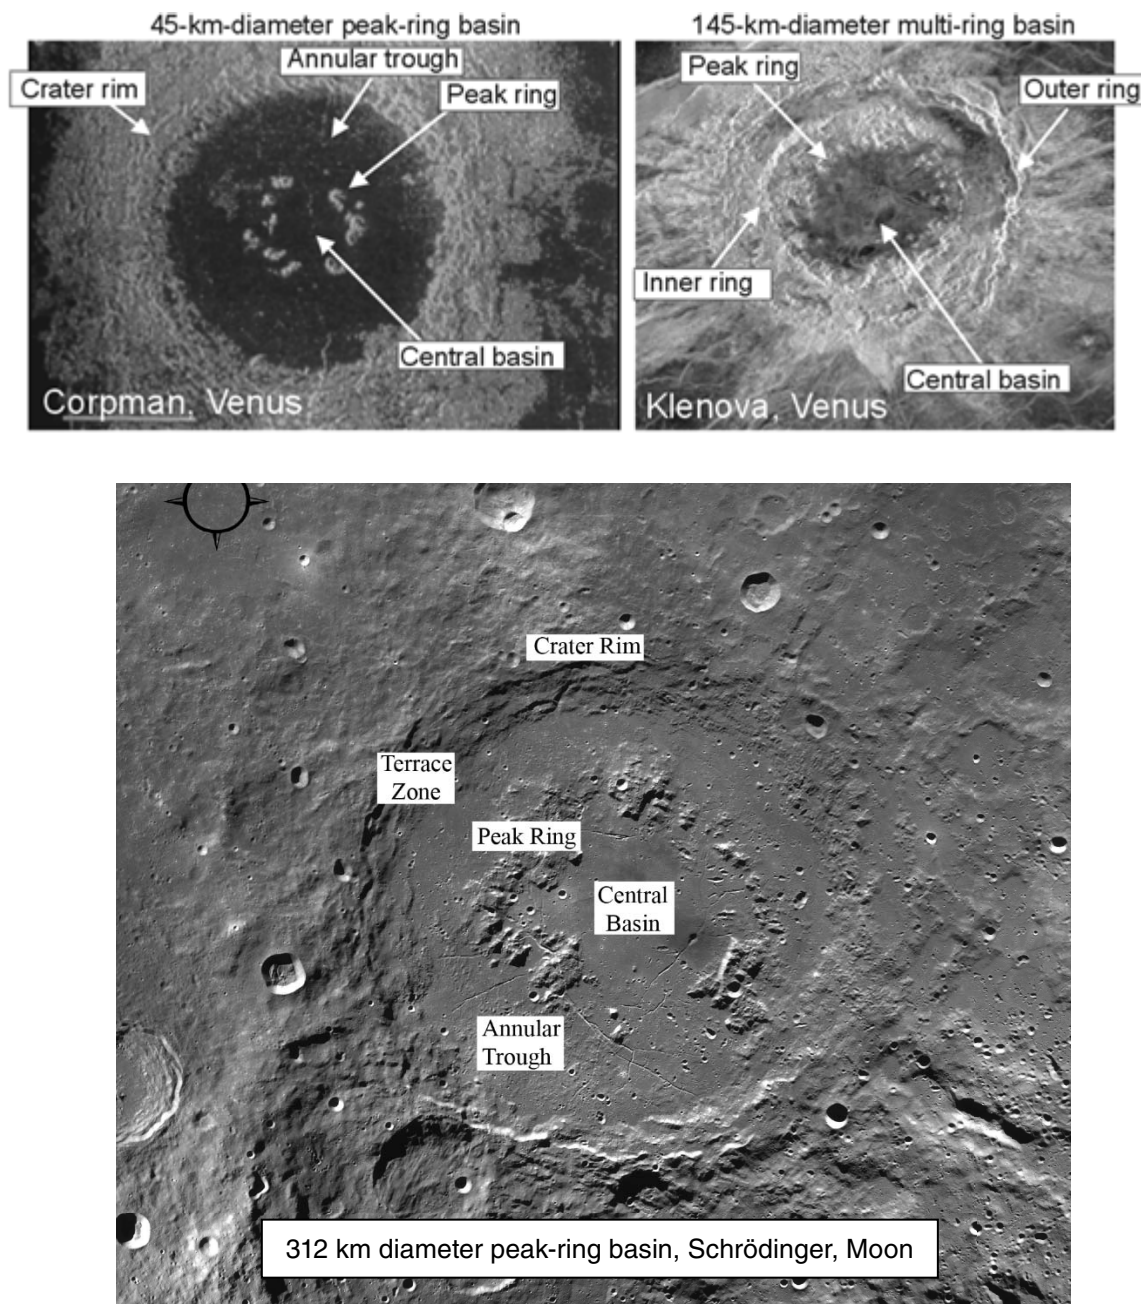 45-km-diameter peak-ring basin
145-km-diameter multi-ring basin
Annular trough
Crater rim
Peak ring
Central basin
Corpman, Venus
Peak ring
Outer ring
Inner ring
Central basin
Klenova, Venus
Crater Rim
Terrace
Zone
Peak Ring
Central
Basin
Annular
Trough
312 km diameter peak-ring basin, Schrödinger, Moon